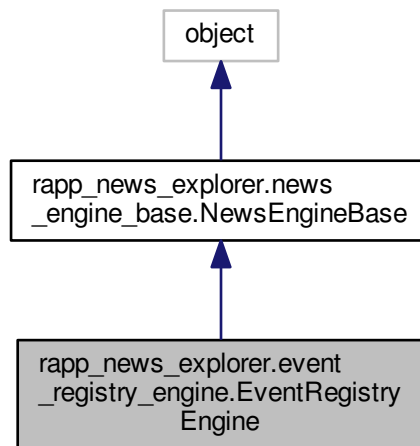 object
rapp_news_explorer.news
_engine_base.NewsEngineBase
rapp_news_explorer.event
_registry_engine.EventRegistry
Engine